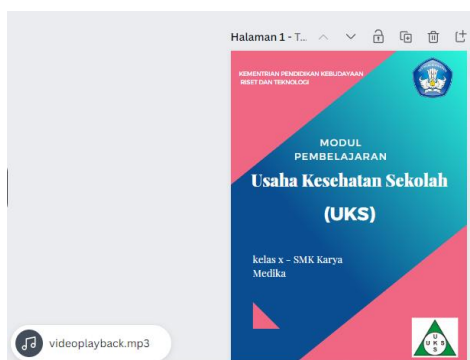 Halaman 1 - T...
KEMENTRIAN PENDIDIKAN KEBUDAYAAN
RISET DAN TEKNOLOGI
MODUL
PEMBELAJARAN
Usaha Kesehatan Sekolah
(UKS)
kelas x – SMK Karya
Medika
U
U K S
S
videoplayback.mp3